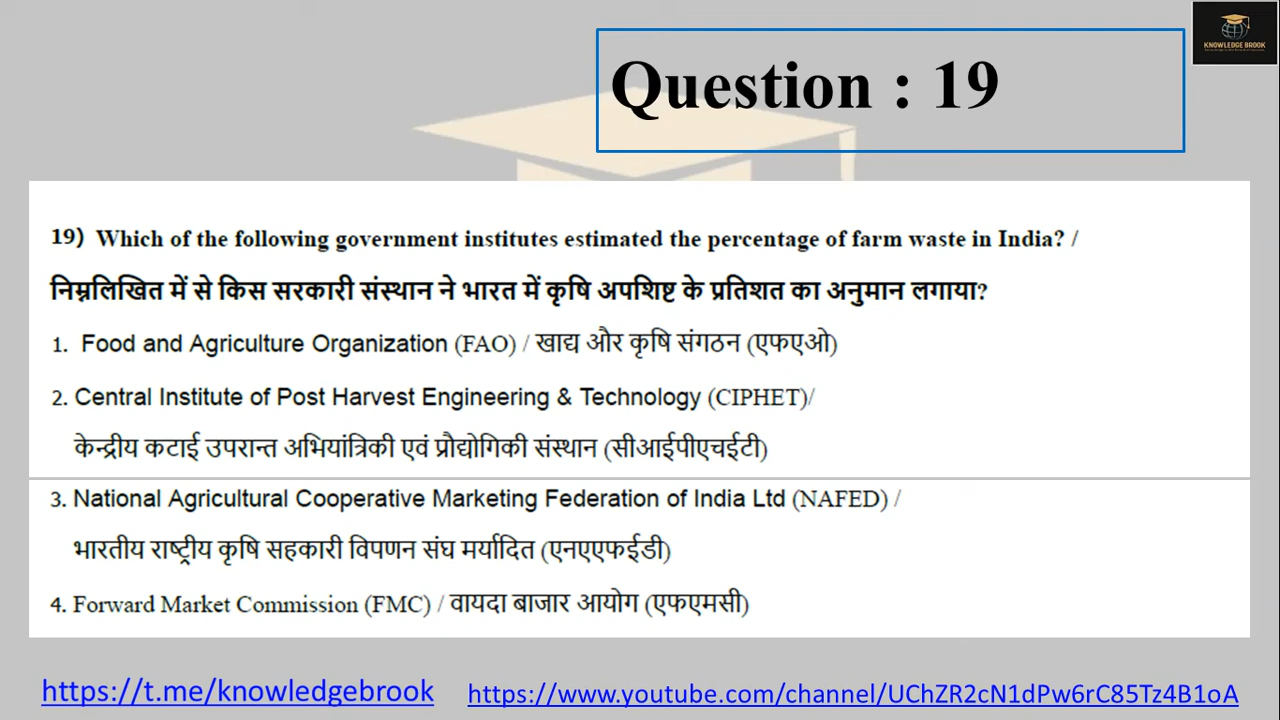 KNOWLEDGE BROOK
Question : 19
19) Which of the following government institutes estimated the percentage of farm waste in India? /
निम्नलिखित में से किस सरकारी संस्थान ने भारत में कृषि अपशिष्ट के प्रतिशत का अनुमान लगाया?
1. Food and Agriculture Organization (FAO) / खाद्य और कृषि संगठन (एफएओ)
2. Central Institute of Post Harvest Engineering & Technology (CIPHET)/
केन्द्रीय कटाई उपरान्त अभियांत्रिकी एवं प्रौद्योगिकी संस्थान (सीआईपीएचईटी)
3. National Agricultural Cooperative Marketing Federation of India Ltd (NAFED) /
भारतीय राष्ट्रीय कृषि सहकारी विपणन संघ मर्यादित (एनएएफईडी)
4. Forward Market Commission (FMC) / वायदा बाजार आयोग (एफएमसी)
https://t.me/knowledgebrook https://www.youtube.com/channel/UChZR2cN1dPw6rC85Tz4B1oA